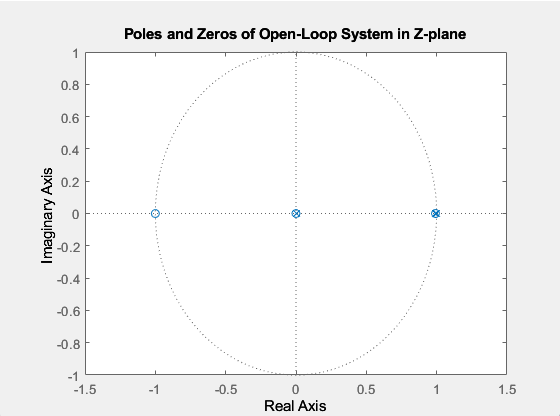 Poles and Zeros of Open-Loop System in Z-plane
1
0.8
0.6
0.4
0.2
0
-0.2
-0.4
-0.6
-0.8
-1
Imaginary Axis
-1.5 -1 -0.5 0 0.5 1 1.5
Real Axis